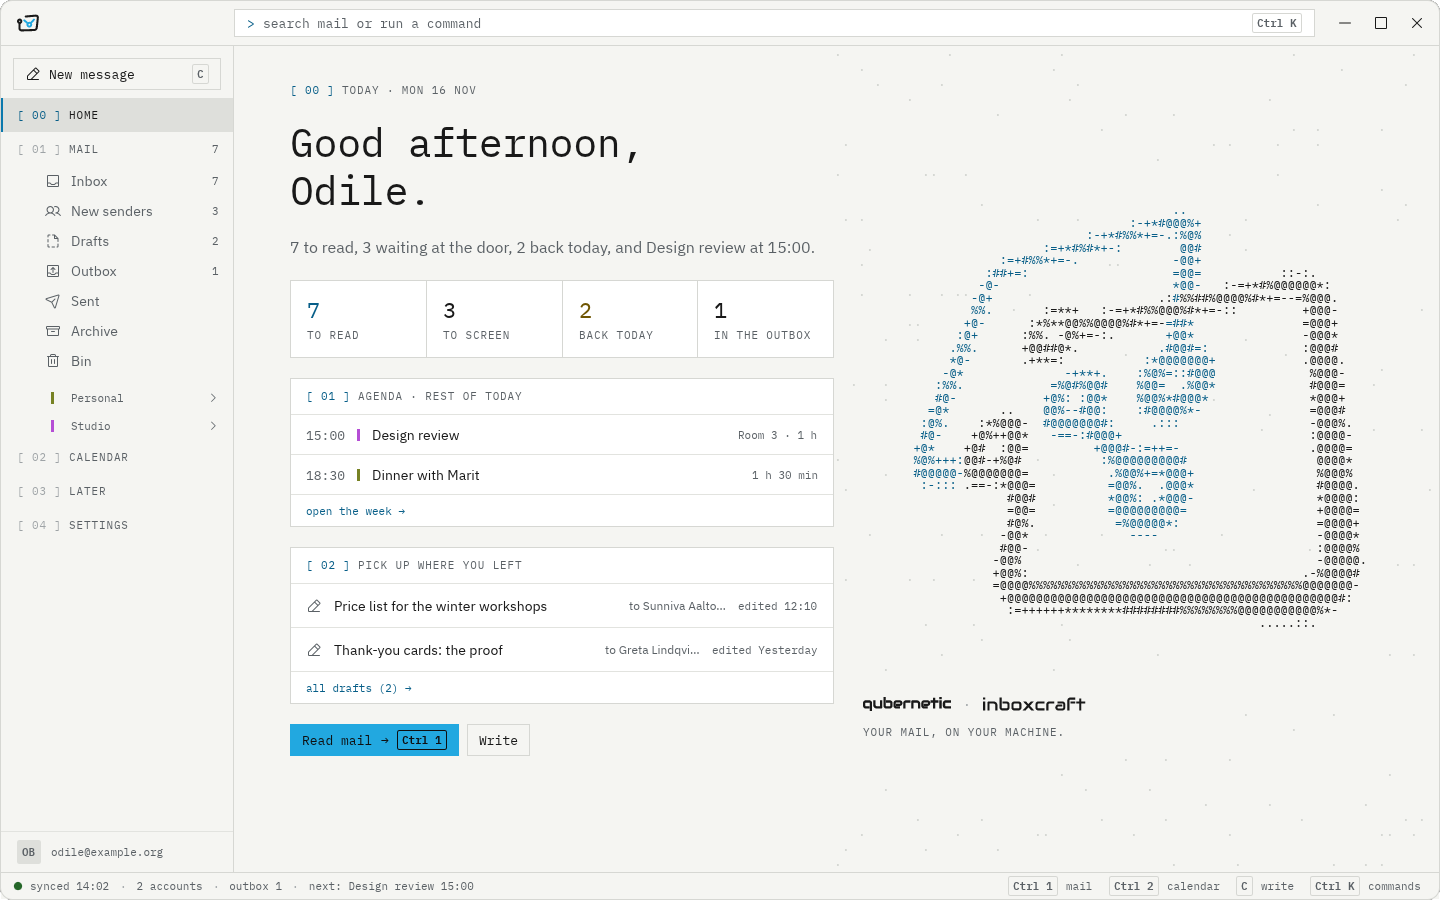 > search mail or run a command Ctrl K
New message C
[ 00 ] HOME
[ 01 ] MAIL 7
Inbox 7
New senders 3
Drafts 2
Outbox 1
Sent
Archive
Bin
Personal
Studio
[ 02 ] CALENDAR
[ 03 ] LATER
[ 04 ] SETTINGS
OB odile@example.org
[ 00 ] TODAY · MON 16 NOV
Good afternoon,
Odile.
7 to read, 3 waiting at the door, 2 back today, and Design review at 15:00.
7 3 2 1
TO READ TO SCREEN BACK TODAY IN THE OUTBOX
[ 01 ] AGENDA · REST OF TODAY
15:00 Design review Room 3 · 1 h
18:30 Dinner with Marit 1 h 30 min
open the week →
[ 02 ] PICK UP WHERE YOU LEFT
Price list for the winter workshops to Sunniva Aalto… edited 12:10
Thank-you cards: the proof to Greta Lindqvi… edited Yesterday
all drafts (2) →
Read mail → Ctrl 1 Write
qubernetic · inboxcraft
YOUR MAIL, ON YOUR MACHINE.
synced 14:02 · 2 accounts · outbox 1 · next: Design review 15:00
Ctrl 1 mail Ctrl 2 calendar C write Ctrl K commands